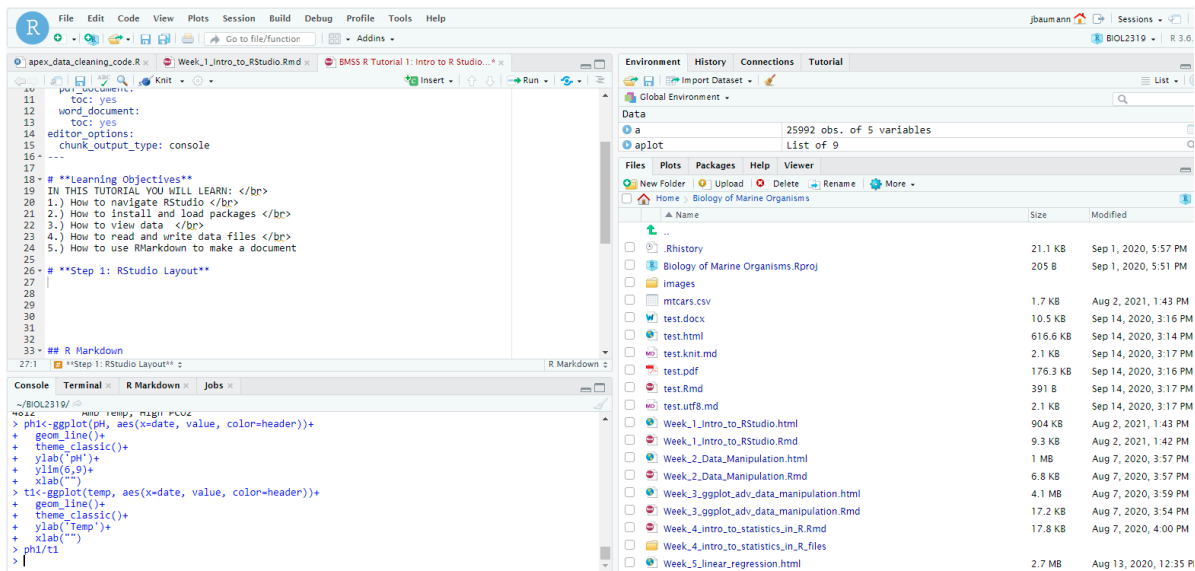 File Edit Code View Plots Session Build Debug Profile Tools Help
jbaumann Sessions
R
Go to file/function Addins
BIOL2319 R 3.6.
apex_data_cleaning_code.R Week_1_Intro_to_RStudio.Rmd BMSS R Tutorial 1: Intro to R Studio...*
ABC Knit Insert Run
10 pdf_document:
11 toc: yes
12 word_document:
13 toc: yes
14 editor_options:
15 chunk_output_type: console
16 ---
17
18 # **Learning Objectives**
19 IN THIS TUTORIAL YOU WILL LEARN: </br>
20 1.) How to navigate RStudio </br>
21 2.) How to install and load packages </br>
22 3.) How to view data </br>
23 4.) How to read and write data files </br>
24 5.) How to use RMarkdown to make a document
25
26 # **Step 1: RStudio Layout**
27
28
29
30
31
32
33 ## R Markdown
27:1 # **Step 1: RStudio Layout** R Markdown
Console Terminal R Markdown Jobs
~/BIOL2319/
4812 Amb Temp, High PCO2
> ph1<-ggplot(pH, aes(x=date, value, color=header))+
+ geom_line()+
+ theme_classic()+
+ ylab('pH')+
+ ylim(6,9)+
+ xlab("")
> t1<-ggplot(temp, aes(x=date, value, color=header))+
+ geom_line()+
+ theme_classic()+
+ ylab('Temp')+
+ xlab("")
> ph1/t1
>
Environment History Connections Tutorial
Import Dataset List
Global Environment
Data
a 25992 obs. of 5 variables
aplot List of 9
Files Plots Packages Help Viewer
New Folder Upload Delete Rename More
Home Biology of Marine Organisms
Name Size Modified
..
.Rhistory 21.1 KB Sep 1, 2020, 5:57 PM
Biology of Marine Organisms.Rproj 205 B Sep 1, 2020, 5:51 PM
images
mtcars.csv 1.7 KB Aug 2, 2021, 1:43 PM
test.docx 10.5 KB Sep 14, 2020, 3:16 PM
test.html 616.6 KB Sep 14, 2020, 3:14 PM
test.knit.md 2.1 KB Sep 14, 2020, 3:17 PM
test.pdf 176.3 KB Sep 14, 2020, 3:16 PM
test.Rmd 391 B Sep 14, 2020, 3:17 PM
test.utf8.md 2.1 KB Sep 14, 2020, 3:17 PM
Week_1_Intro_to_RStudio.html 904 KB Aug 2, 2021, 1:43 PM
Week_1_Intro_to_RStudio.Rmd 9.3 KB Aug 2, 2021, 1:42 PM
Week_2_Data_Manipulation.html 1 MB Aug 7, 2020, 3:57 PM
Week_2_Data_Manipulation.Rmd 6.8 KB Aug 7, 2020, 3:57 PM
Week_3_ggplot_adv_data_manipulation.html 4.1 MB Aug 7, 2020, 3:59 PM
Week_3_ggplot_adv_data_manipulation.Rmd 17.2 KB Aug 7, 2020, 3:54 PM
Week_4_intro_to_statistics_in_R.Rmd 17.8 KB Aug 7, 2020, 4:00 PM
Week_4_intro_to_statistics_in_R_files
Week_5_linear_regression.html 2.7 MB Aug 13, 2020, 12:35 P